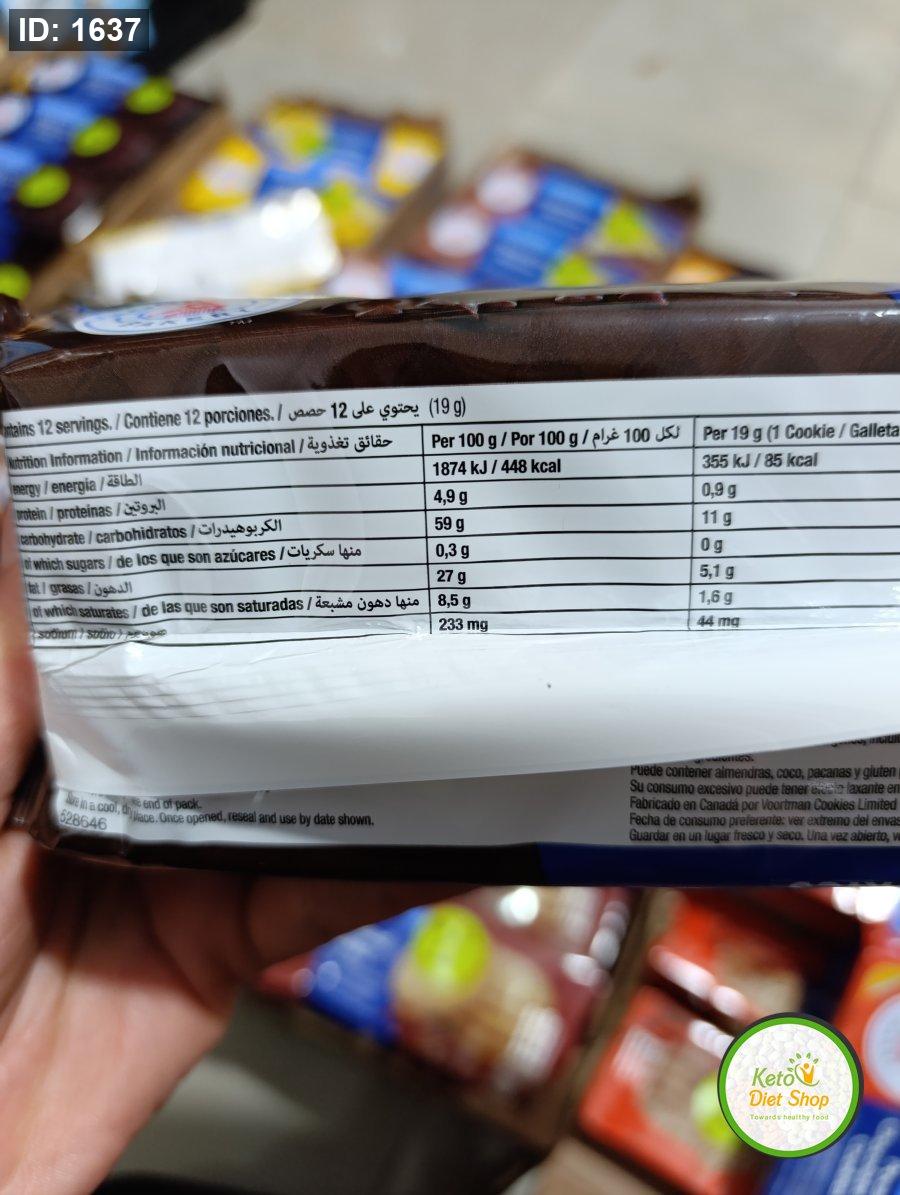 ID: 1637
12 servings. / Contiene 12 porciones. / يحتوي على 12 حصص (19 g)
Information / Información nutricional / حقائق تغذوية Per 100 g / Por 100 g / لكل 100 غرام Per 19 g (1 Cookie / Galleta
/ energía / الطاقة 1874 kJ / 448 kcal 355 kJ / 85 kcal
/ proteínas / البروتين 4,9 g 0,9 g
carbohydrate / carbohidratos / الكربوهيدرات 59 g 11 g
of which sugars / de los que son azúcares / منها سكريات 0,3 g 0 g
fat / grasas / الدهون 27 g 5,1 g
of which saturates / de las que son saturadas / منها دهون مشبعة 8,5 g 1,6 g
233 mg 44 mg
end of pack.
in a cool, place. Once opened, reseal and use by date shown.
528646
Puede contener almendras, coco, pacanas y gluten
Su consumo excesivo puede tener laxante en
Fabricado en Canadá por Voortman Cookies Limited
Fecha de consumo preferente: ver extremo del envas
Guardar en un lugar fresco y seco. Una vez abierto, v
Keto
Diet Shop
Towards healthy food